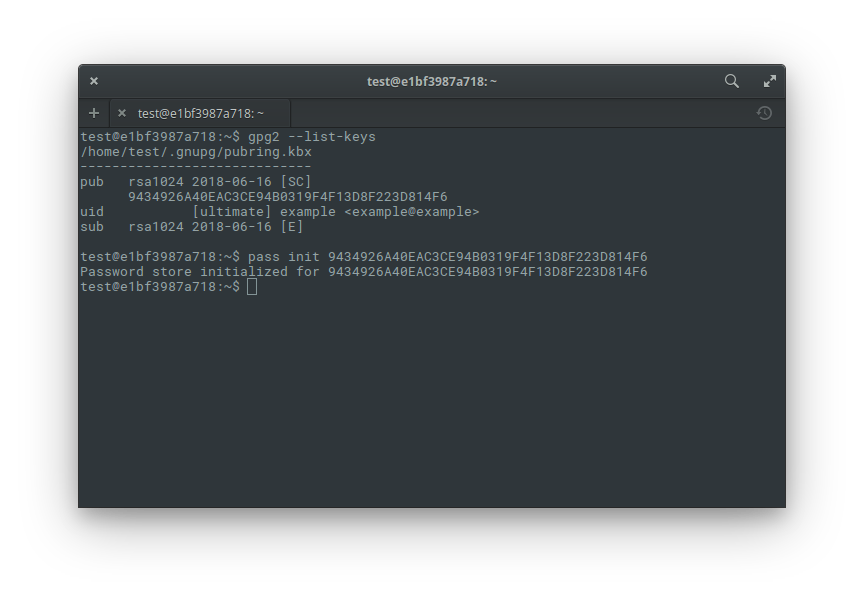 test@e1bf3987a718: ~
test@e1bf3987a718: ~
test@e1bf3987a718:~$ gpg2 --list-keys
/home/test/.gnupg/pubring.kbx
-----------------------------
pub   rsa1024 2018-06-16 [SC]
      9434926A40EAC3CE94B0319F4F13D8F223D814F6
uid           [ultimate] example <example@example>
sub   rsa1024 2018-06-16 [E]
test@e1bf3987a718:~$ pass init 9434926A40EAC3CE94B0319F4F13D8F223D814F6
Password store initialized for 9434926A40EAC3CE94B0319F4F13D8F223D814F6
test@e1bf3987a718:~$